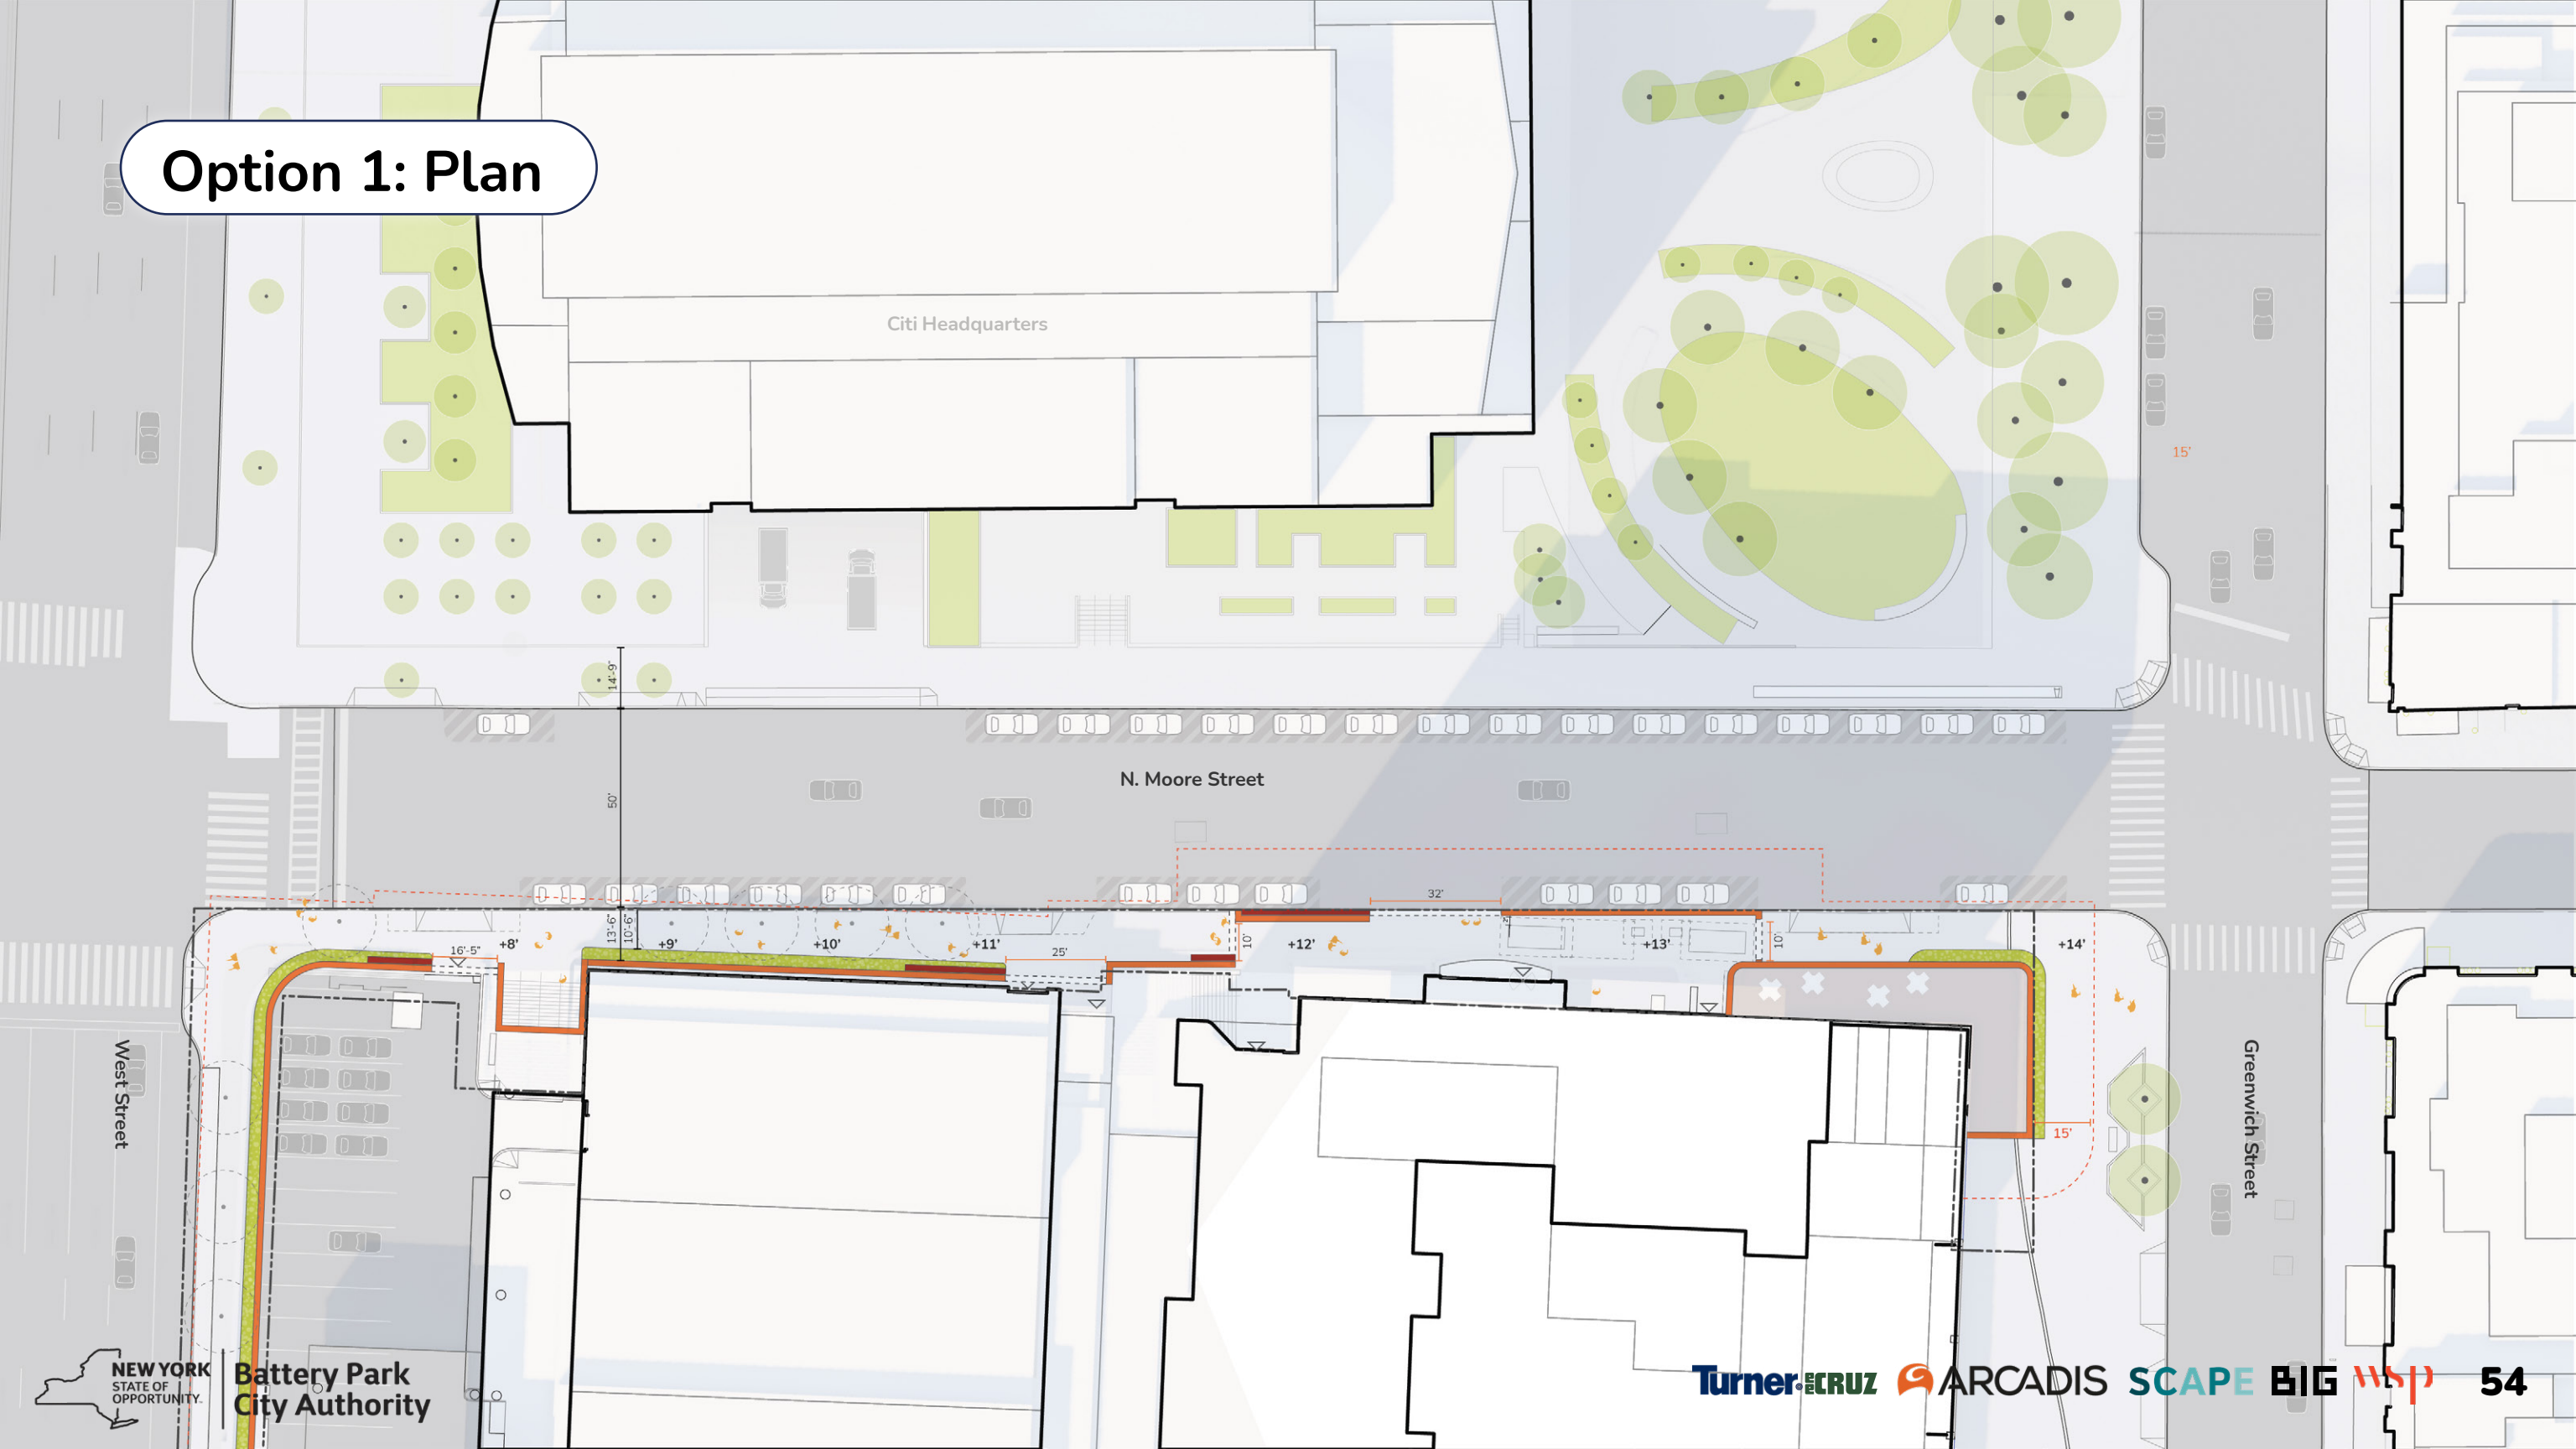 Option 1: Plan
Citi Headquarters
15'
14'-9"
50'
N. Moore Street
32'
13'-6"
10'-6"
16'-5"
+8'
+9'
+10'
+11'
25'
10'
+12'
+13'
10'
+14'
15'
West Street
Greenwich Street
NEW YORK
STATE OF
OPPORTUNITY.
Battery Park
City Authority
Turner
CRUZ
ARCADIS
SCAPE
BIG
wsp
54